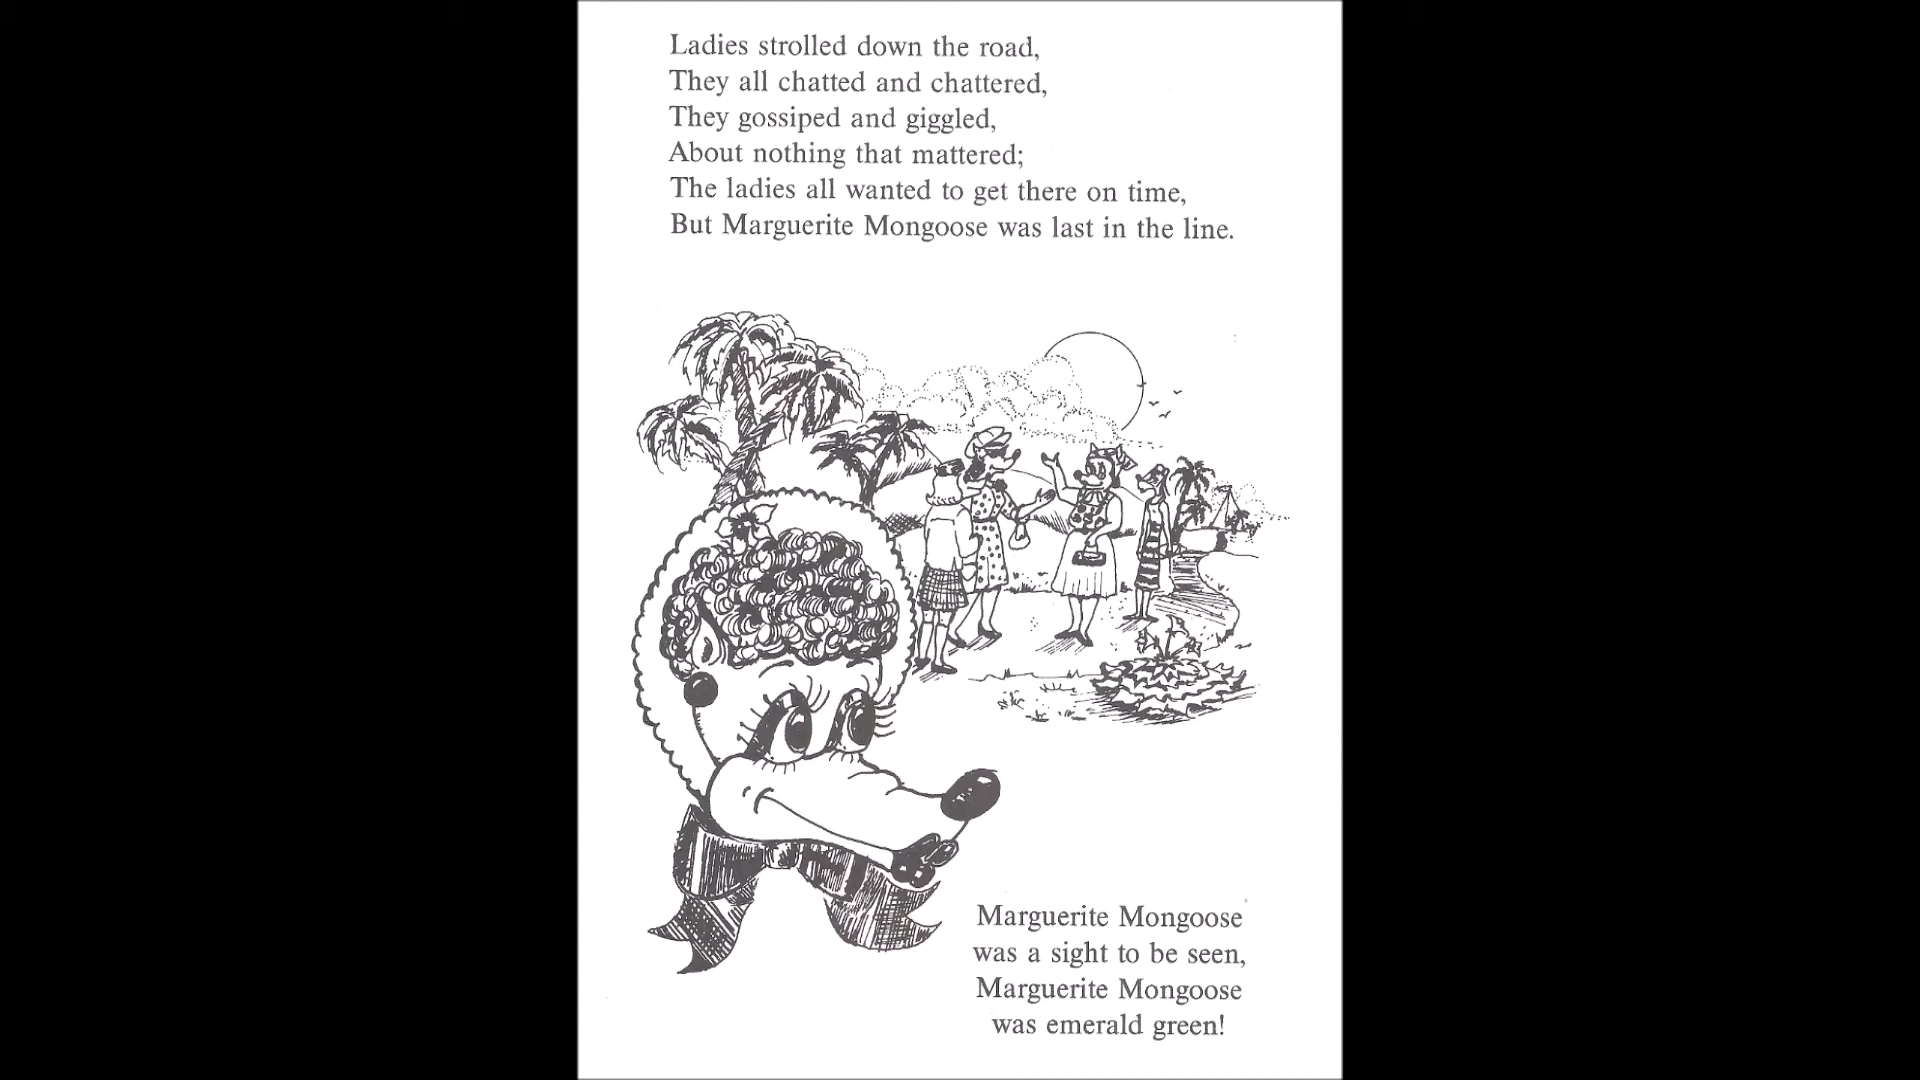 Ladies strolled down the road,
They all chatted and chattered,
They gossiped and giggled,
About nothing that mattered;
The ladies all wanted to get there on time,
But Marguerite Mongoose was last in the line.
Marguerite Mongoose
was a sight to be seen,
Marguerite Mongoose
was emerald green!